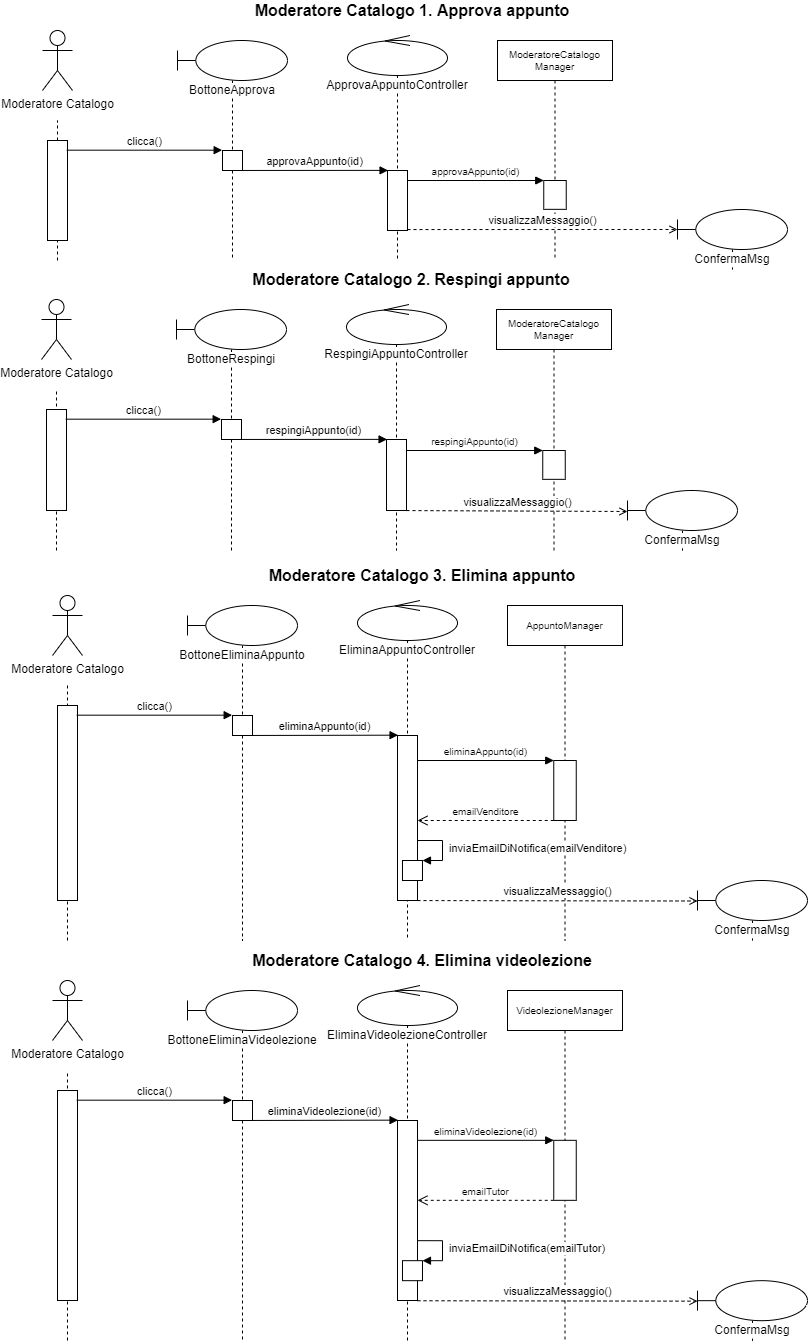 Moderatore Catalogo 1. Approva appunto
Moderatore Catalogo
BottoneApprova
ApprovaAppuntoController
ModeratoreCatalogo
Manager
clicca()
approvaAppunto(id)
approvaAppunto(id)
visualizzaMessaggio()
ConfermaMsg
Moderatore Catalogo 2. Respingi appunto
Moderatore Catalogo
BottoneRespingi
RespingiAppuntoController
ModeratoreCatalogo
Manager
clicca()
respingiAppunto(id)
respingiAppunto(id)
visualizzaMessaggio()
ConfermaMsg
Moderatore Catalogo 3. Elimina appunto
Moderatore Catalogo
BottoneEliminaAppunto
EliminaAppuntoController
AppuntoManager
clicca()
eliminaAppunto(id)
eliminaAppunto(id)
emailVenditore
inviaEmailDiNotifica(emailVenditore)
visualizzaMessaggio()
ConfermaMsg
Moderatore Catalogo 4. Elimina videolezione
Moderatore Catalogo
BottoneEliminaVideolezione
EliminaVideolezioneController
VideolezioneManager
clicca()
eliminaVideolezione(id)
eliminaVideolezione(id)
emailTutor
inviaEmailDiNotifica(emailTutor)
visualizzaMessaggio()
ConfermaMsg